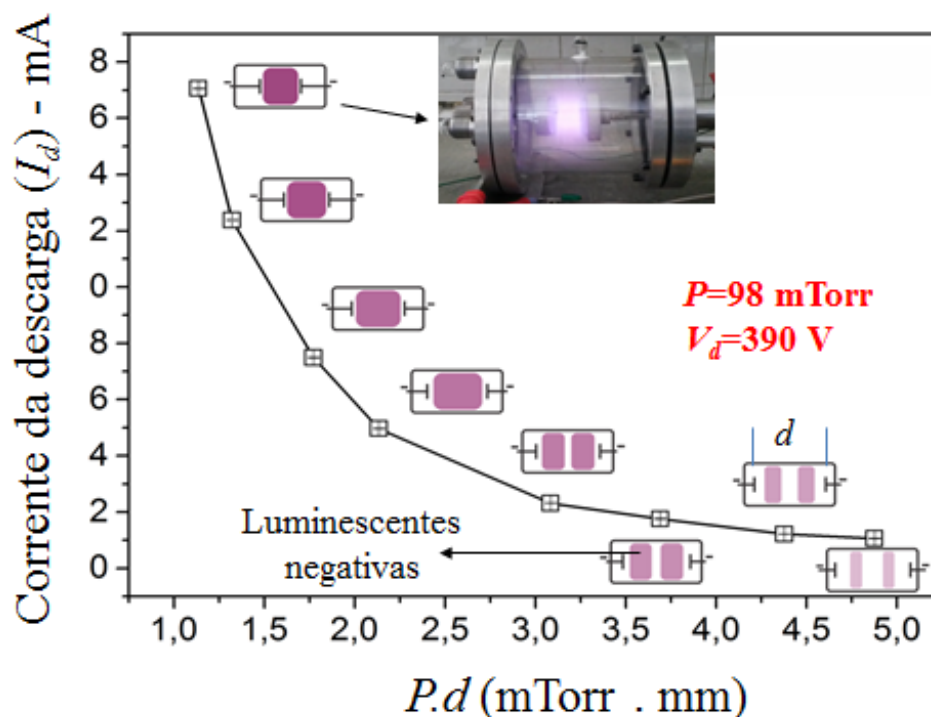 Corrente da descarga (I_d) - mA
8
6
4
2
0
8
6
4
2
0
P=98 mTorr
V_d=390 V
d
Luminescentes
negativas
1,0 1,5 2,0 2,5 3,0 3,5 4,0 4,5 5,0
P.d (mTorr . mm)